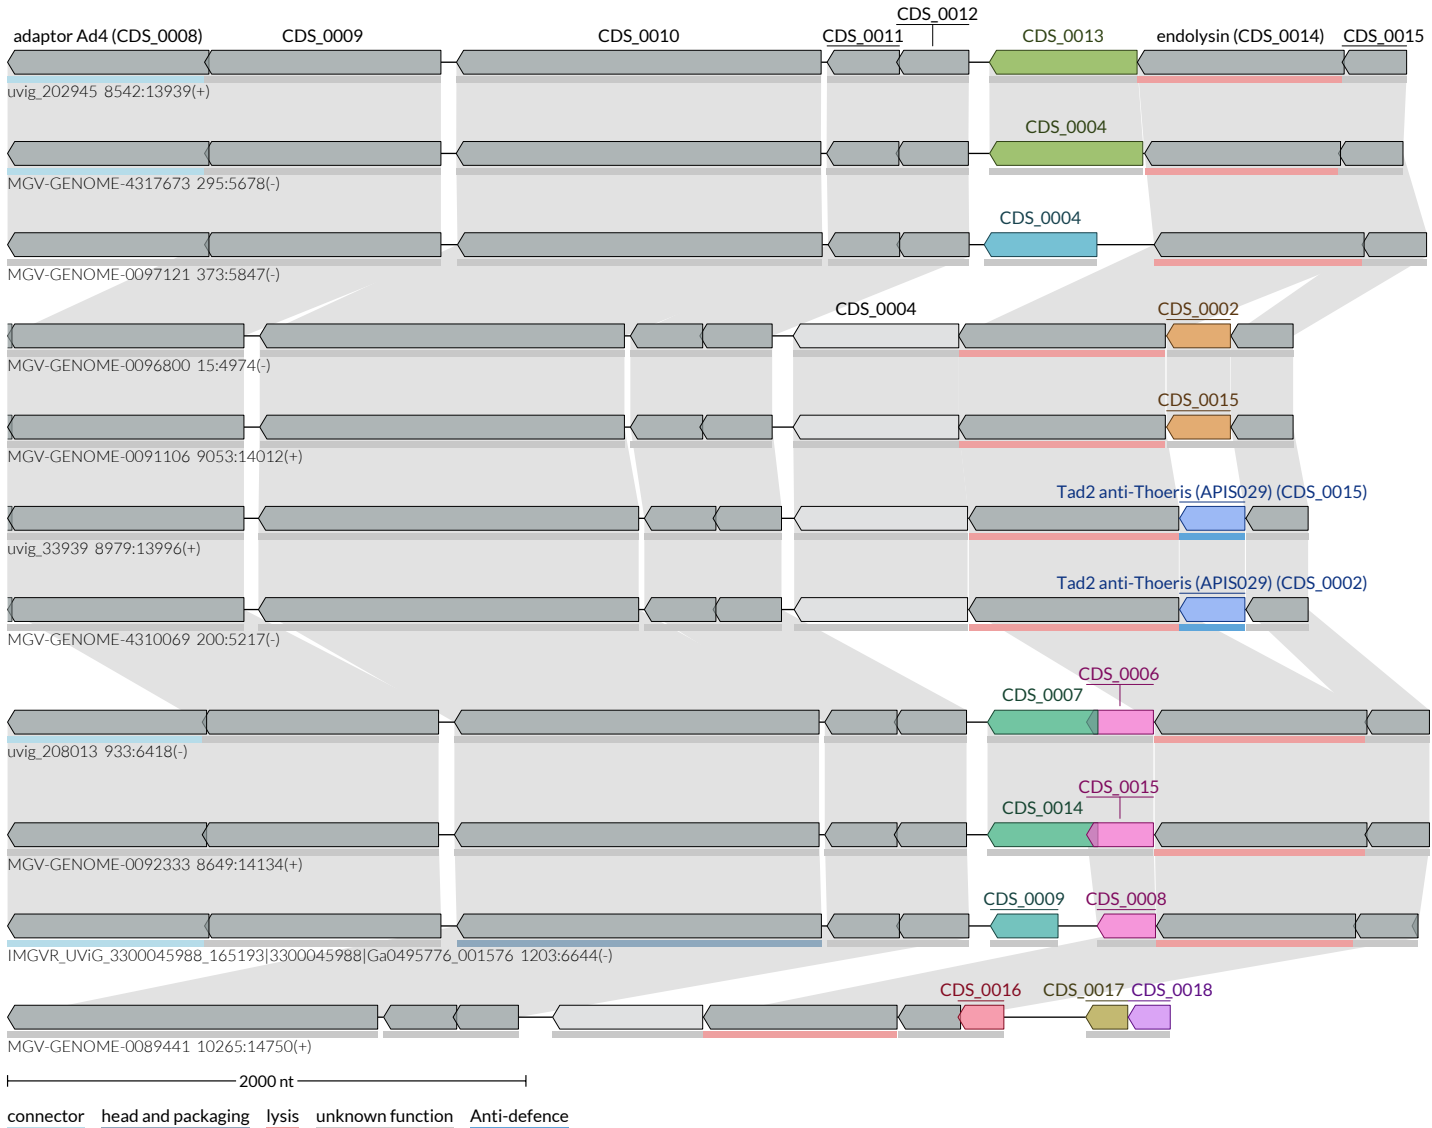 CDS_0012
adaptor Ad4 (CDS_0008) CDS_0009 CDS_0010 CDS_0011 CDS_0013 endolysin (CDS_0014) CDS_0015
uvig_202945 8542:13939(+)
CDS_0004
MGV-GENOME-4317673 295:5678(-)
CDS_0004
MGV-GENOME-0097121 373:5847(-)
CDS_0004 CDS_0002
MGV-GENOME-0096800 15:4974(-)
CDS_0015
MGV-GENOME-0091106 9053:14012(+)
Tad2 anti-Thoeris (APIS029) (CDS_0015)
uvig_33939 8979:13996(+)
Tad2 anti-Thoeris (APIS029) (CDS_0002)
MGV-GENOME-4310069 200:5217(-)
CDS_0006
CDS_0007
uvig_208013 933:6418(-)
CDS_0015
CDS_0014
MGV-GENOME-0092333 8649:14134(+)
CDS_0009 CDS_0008
IMGVR_UViG_3300045988_165193|3300045988|Ga0495776_001576 1203:6644(-)
CDS_0016 CDS_0017 CDS_0018
MGV-GENOME-0089441 10265:14750(+)
2000 nt
connector head and packaging lysis unknown function Anti-defence